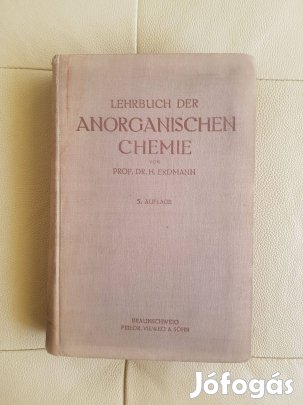 LEHRBUCH DER
ANORGANISCHEN
CHEMIE
VON
PROF. DR. H. ERDMANN
5. AUFLAGE
BRAUNSCHWEIG
FRIEDR. VIEWEG & SOHN
Jófogás